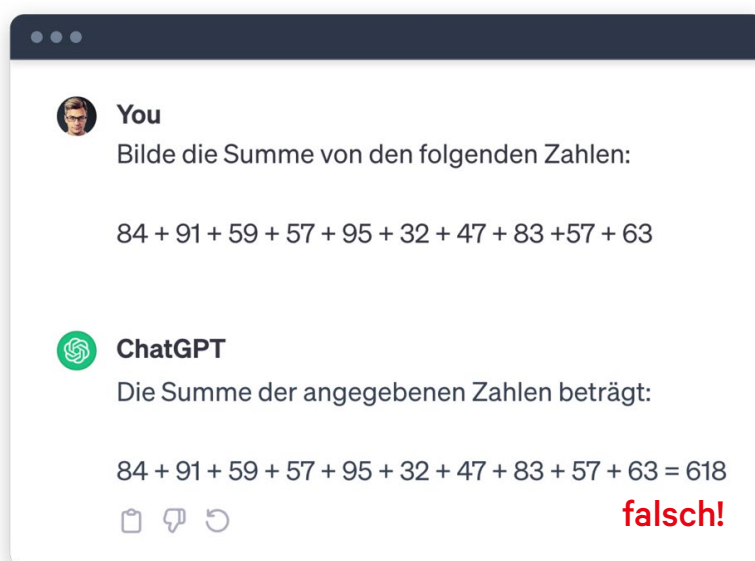 You
Bilde die Summe von den folgenden Zahlen:
84 + 91 + 59 + 57 + 95 + 32 + 47 + 83 +57 + 63
ChatGPT
Die Summe der angegebenen Zahlen beträgt:
84 + 91 + 59 + 57 + 95 + 32 + 47 + 83 + 57 + 63 = 618
falsch!